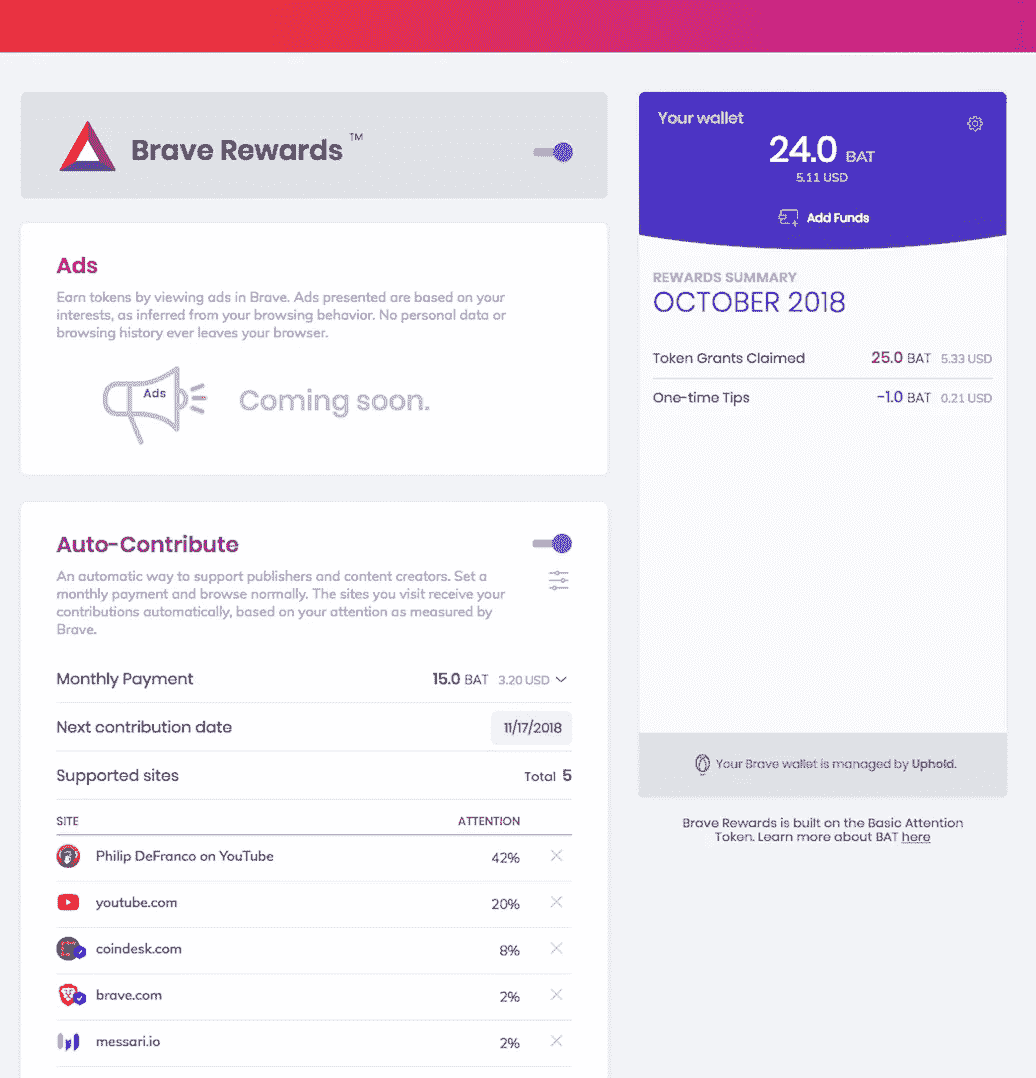 Brave Rewards ™
Ads
Earn tokens by viewing ads in Brave. Ads presented are based on your
interests, as inferred from your browsing behavior. No personal data or
browsing history ever leaves your browser.
Ads
Coming soon.
Auto-Contribute
An automatic way to support publishers and content creators. Set a
monthly payment and browse normally. The sites you visit receive your
contributions automatically, based on your attention as measured by
Brave.
Monthly Payment 15.0 BAT 3.20 USD
Next contribution date 11/17/2018
Supported sites Total 5
SITE ATTENTION
Philip DeFranco on YouTube 42%
youtube.com 20%
coindesk.com 8%
brave.com 2%
messari.io 2%
Your wallet
24.0 BAT
5.11 USD
Add Funds
REWARDS SUMMARY
OCTOBER 2018
Token Grants Claimed 25.0 BAT 5.33 USD
One-time Tips -1.0 BAT 0.21 USD
Your Brave wallet is managed by Uphold.
Brave Rewards is built on the Basic Attention
Token. Learn more about BAT here